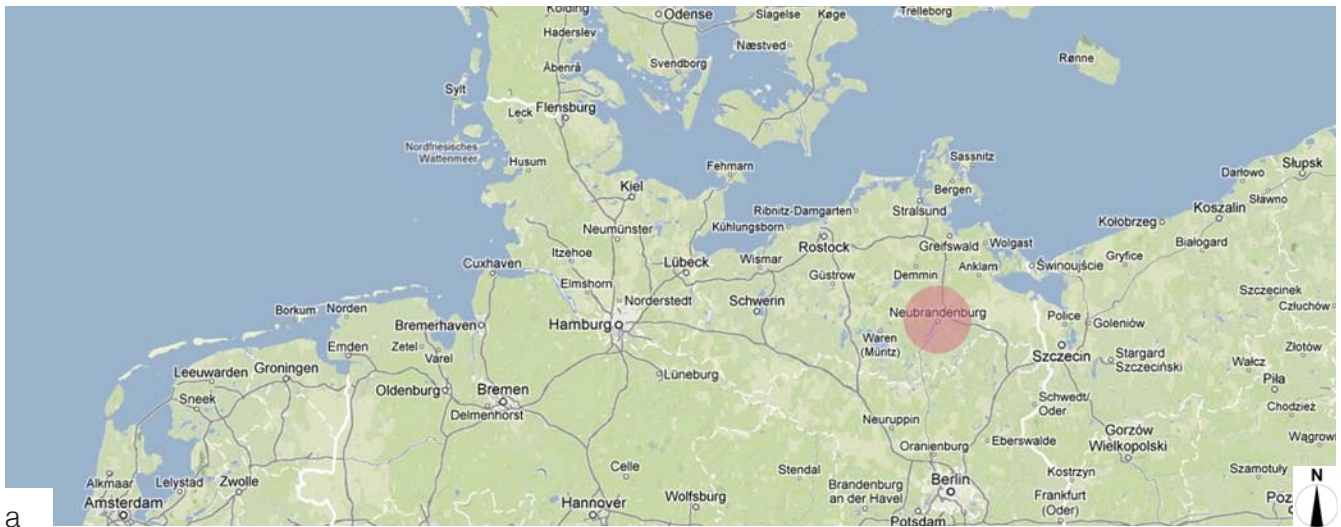 Kolding
Odense
Slagelse
Køge
Trelleborg
Haderslev
Næstved
Svendborg
Rønne
Åbenrå
Sylt
Leck
Flensburg
Nordfriesisches
Wattenmeer
Husum
Fehmarn
Sassnitz
Słupsk
Darłowo
Bergen
Kiel
Sławno
Ribnitz-Damgarten
Stralsund
Koszalin
Kołobrzeg
Kühlungsborn
Neumünster
Rostock
Greifswald
Wolgast
Białogard
Itzehoe
Lübeck
Wismar
Cuxhaven
Güstrow
Demmin
Anklam
Świnoujście
Gryfice
Elmshorn
Norderstedt
Schwerin
Szczecinek
Człuchów
Borkum
Norden
Neubrandenburg
Bremerhaven
Hamburg
Police
Goleniów
Waren
(Müritz)
Emden
Zetel
Varel
Szczecin
Stargard
Szczeciński
Wałcz
Złotów
Leeuwarden
Groningen
Lüneburg
Piła
Oldenburg
Bremen
Sneek
Delmenhorst
Schwedt/
Oder
Chodzież
Neuruppin
Gorzów
Wielkopolski
Oranienburg
Eberswalde
Wągrowi
Celle
Stendal
Kostrzyn
Szamotuły
N
Alkmaar
Lelystad
Zwolle
Brandenburg
an der Havel
Berlin
Wolfsburg
Frankfurt
(Oder)
Amsterdam
Hannover
Potsdam
Poz
a